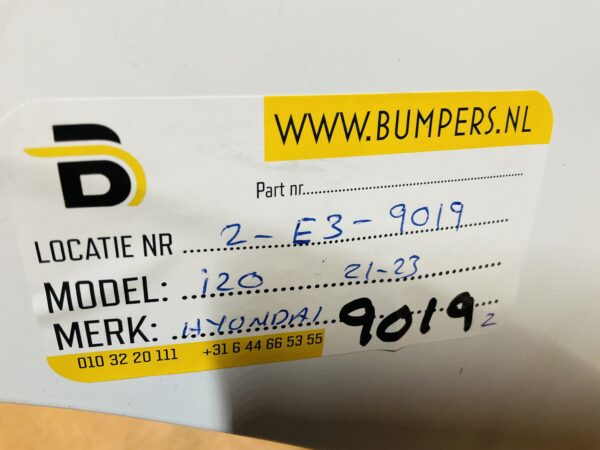 WWW.BUMPERS.NL
B
Part nr.
LOCATIE NR 2-E3-9019
MODEL: i20 21-23
MERK: HYUNDAI 9019 2
010 32 20 111 +31 6 44 66 53 55